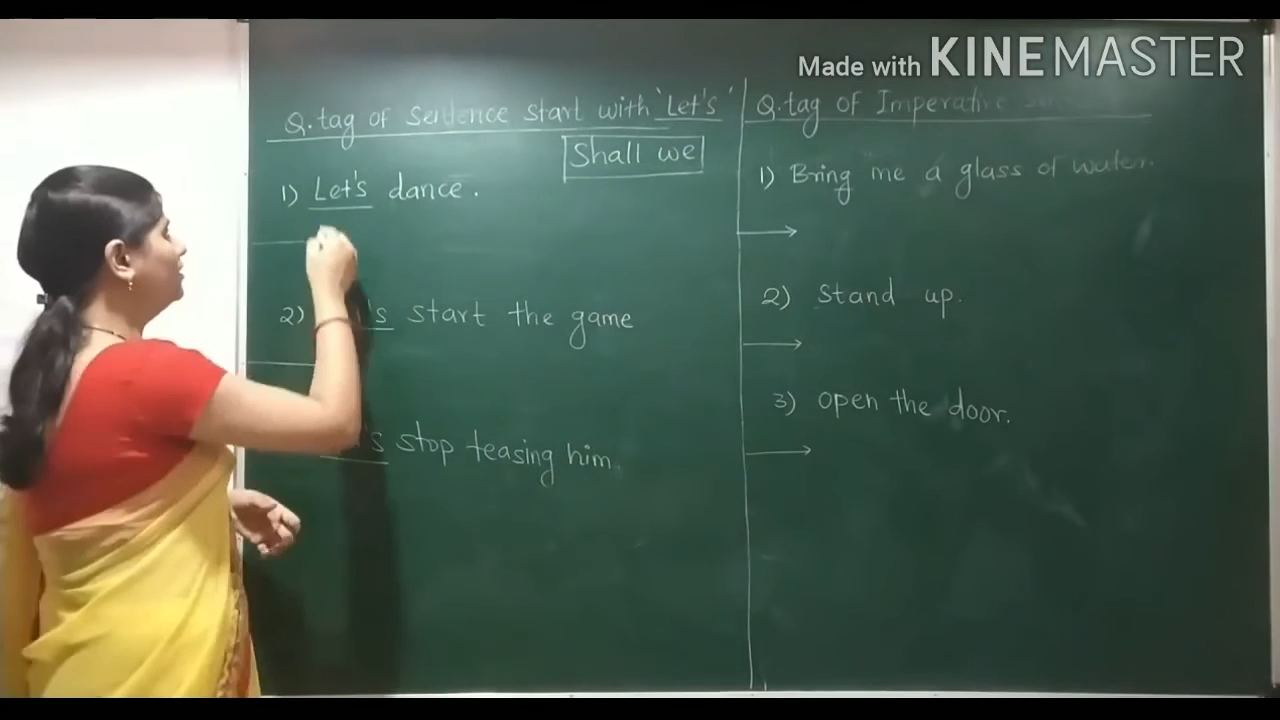 Made with KINEMASTER
Q.tag of Sentence Start with 'Let's'
Shall we
1) Let's dance.
2) 's start the game
's stop teasing him.
Q.tag of Imperative
1) Bring me a glass of water.
2) Stand up.
3) open the door.